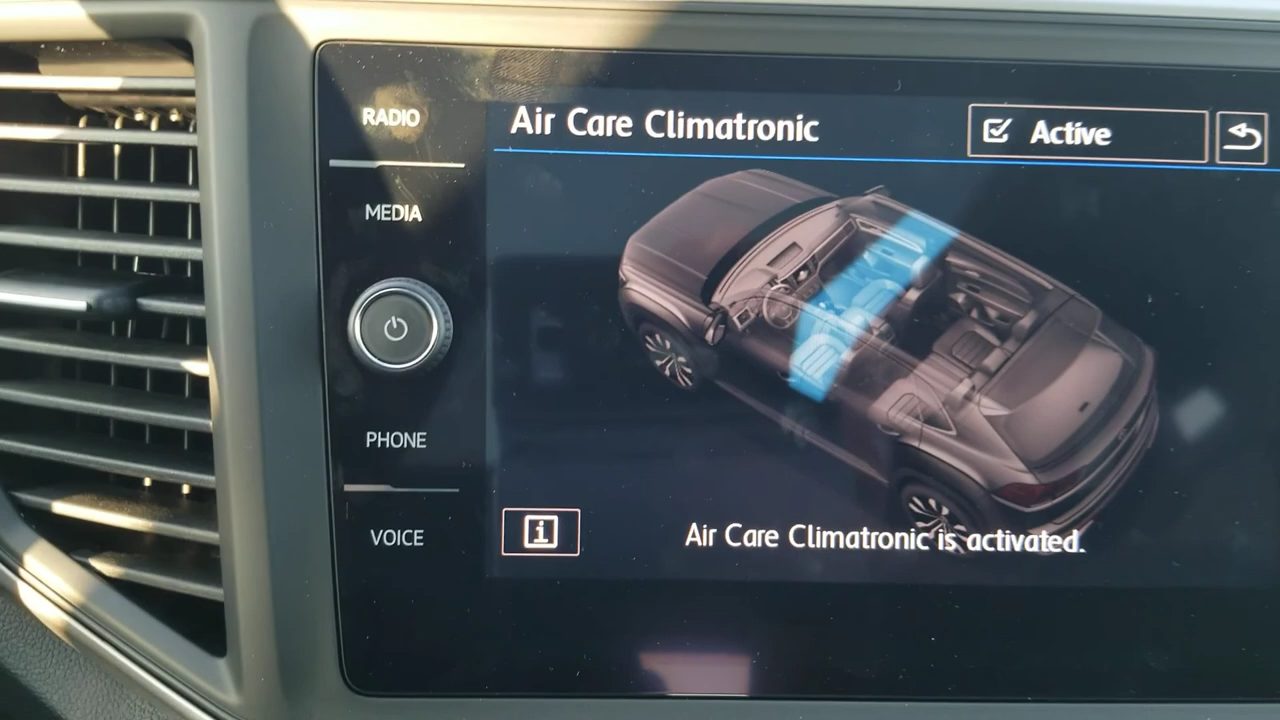 RADIO
MEDIA
PHONE
VOICE
Air Care Climatronic
Active
i
Air Care Climatronic is activated.